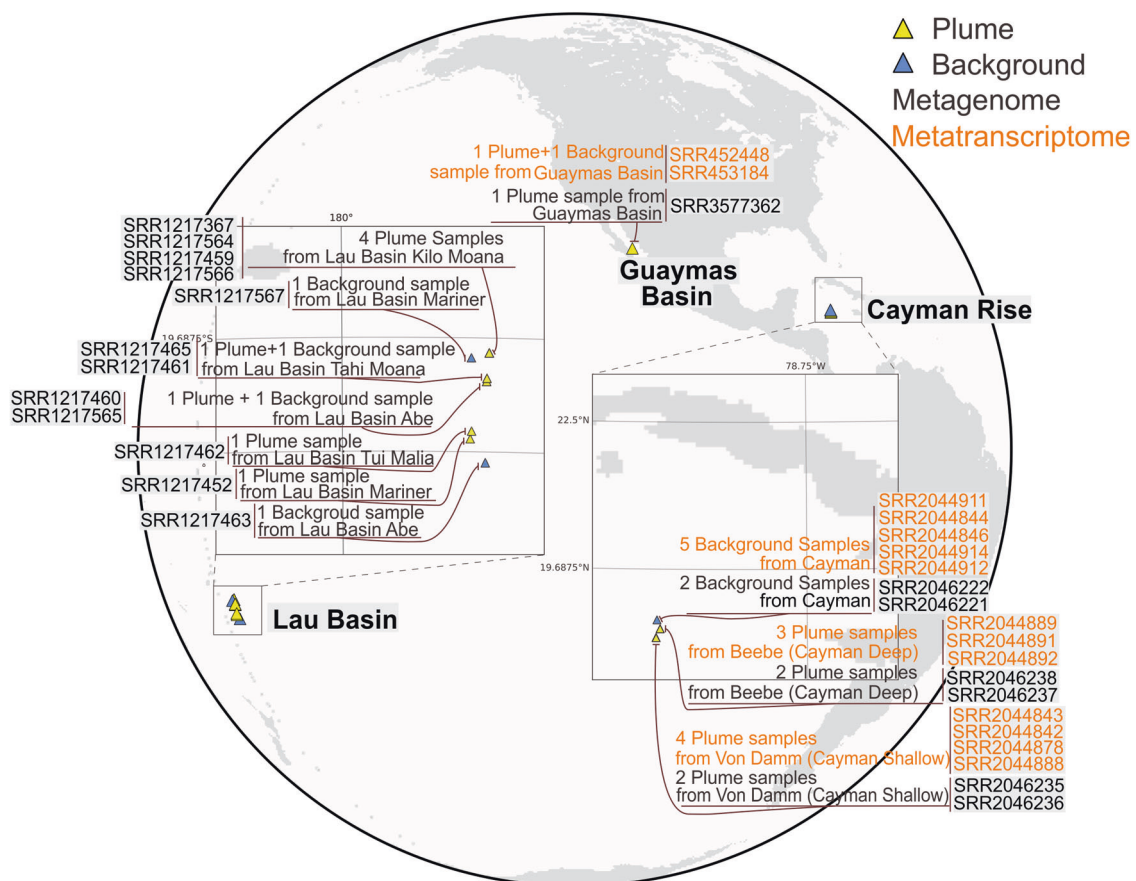 Plume
Background
Metagenome
Metatranscriptome
1 Plume+1 Background
sample from Guaymas Basin
SRR452448
SRR453184
1 Plume sample from
Guaymas Basin
SRR3577362
Guaymas
Basin
Cayman Rise
180°
19.6875°S
SRR1217367
SRR1217564
SRR1217459
SRR1217566
4 Plume Samples
from Lau Basin Kilo Moana
SRR1217567
1 Background sample
from Lau Basin Mariner
SRR1217465
SRR1217461
1 Plume+1 Background sample
from Lau Basin Tahi Moana
SRR1217460
SRR1217565
1 Plume + 1 Background sample
from Lau Basin Abe
SRR1217462
1 Plume sample
from Lau Basin Tui Malia
SRR1217452
1 Plume sample
from Lau Basin Mariner
SRR1217463
1 Backgroud sample
from Lau Basin Abe
Lau Basin
78.75°W
22.5°N
19.6875°N
5 Background Samples
from Cayman
SRR2044911
SRR2044844
SRR2044846
SRR2044914
SRR2044912
2 Background Samples
from Cayman
SRR2046222
SRR2046221
3 Plume samples
from Beebe (Cayman Deep)
SRR2044889
SRR2044891
SRR2044892
2 Plume samples
from Beebe (Cayman Deep)
SRR2046238
SRR2046237
4 Plume samples
from Von Damm (Cayman Shallow)
SRR2044843
SRR2044842
SRR2044878
SRR2044888
2 Plume samples
from Von Damm (Cayman Shallow)
SRR2046235
SRR2046236